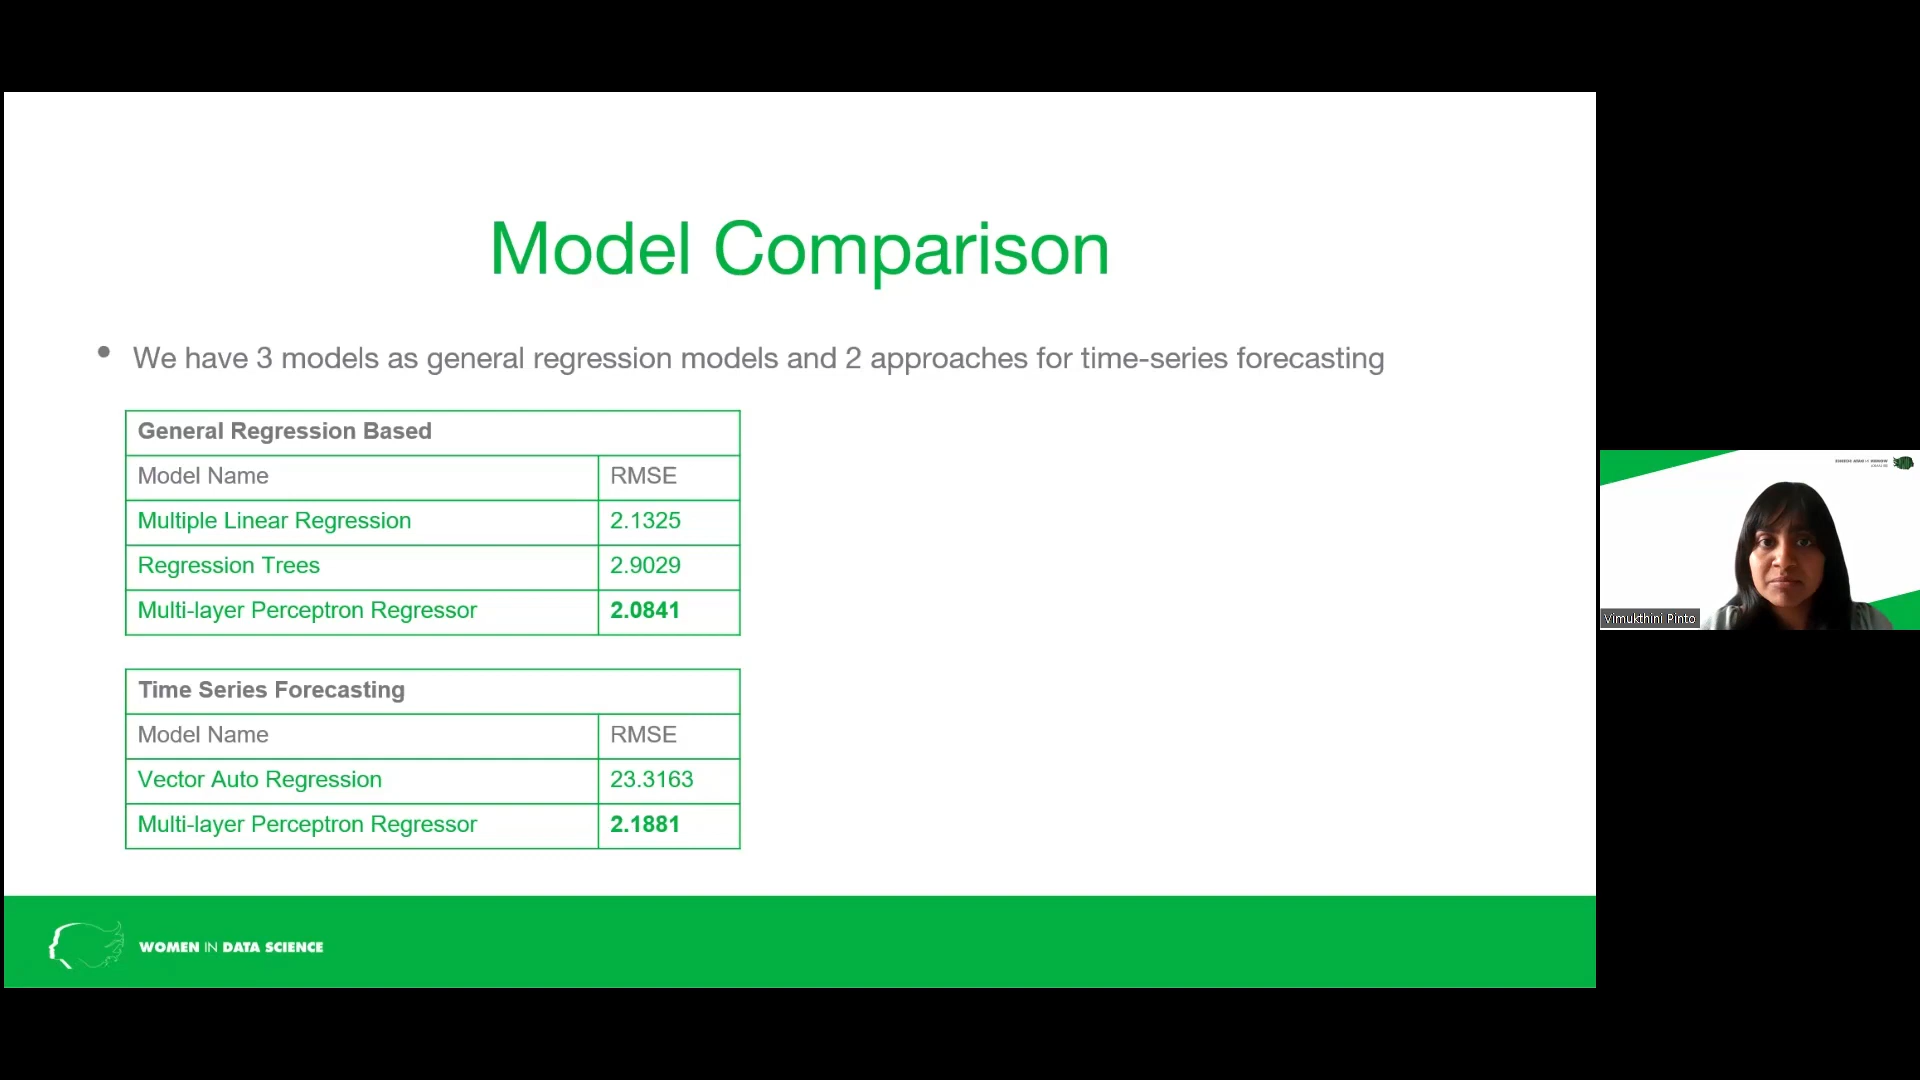 Model Comparison
• We have 3 models as general regression models and 2 approaches for time-series forecasting
General Regression Based
Model Name RMSE
Multiple Linear Regression 2.1325
Regression Trees 2.9029
Multi-layer Perceptron Regressor 2.0841
Time Series Forecasting
Model Name RMSE
Vector Auto Regression 23.3163
Multi-layer Perceptron Regressor 2.1881
WOMEN IN DATA SCIENCE
Vimukthini Pinto